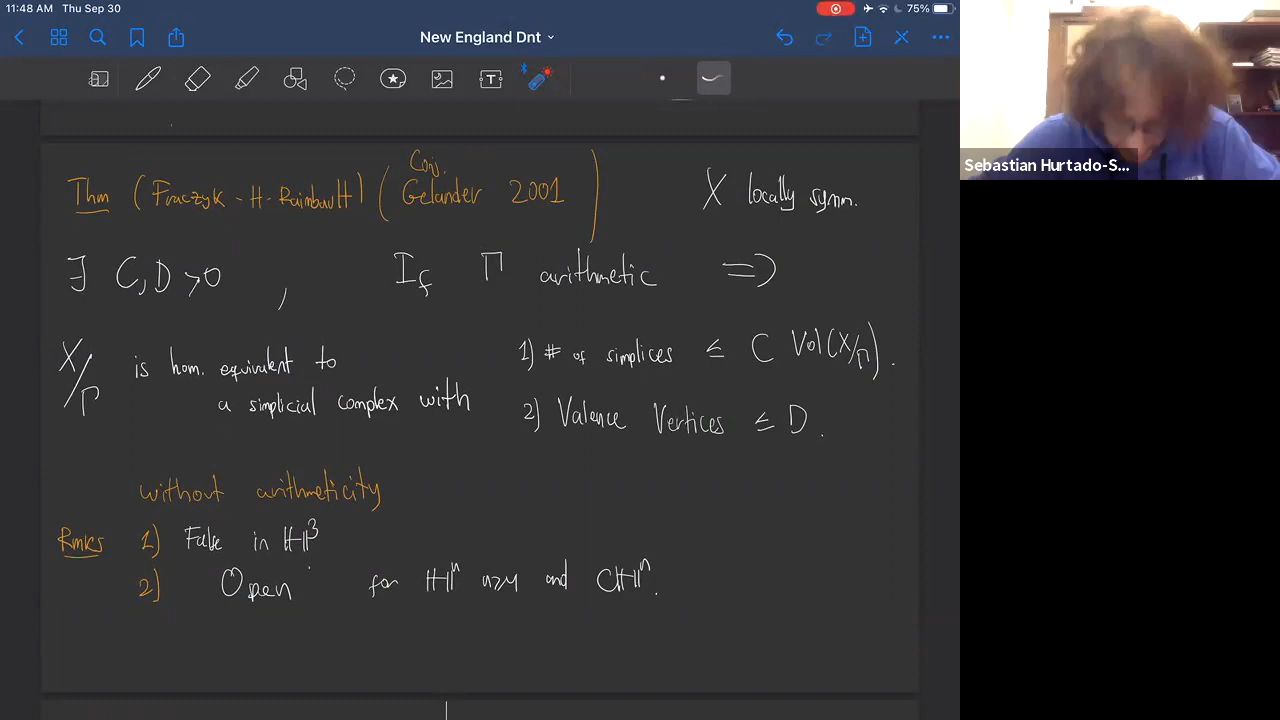 11:48 AM Thu Sep 30
75%
New England Dnt
Thm (Fraczyk - H - Raimbault) (Conj. Gelander 2001)
X locally symm.
∃ C, D > 0 , If Γ arithmetic ⇒
X/Γ is hom. equivalent to
a simplicial complex with
1) # of simplices ≤ C Vol(X/Γ).
2) Valence Vertices ≤ D.
without arithmeticity
Rmks 1) False in H³
2) Open for Hⁿ n≥4 and CHⁿ.
Sebastian Hurtado-S...